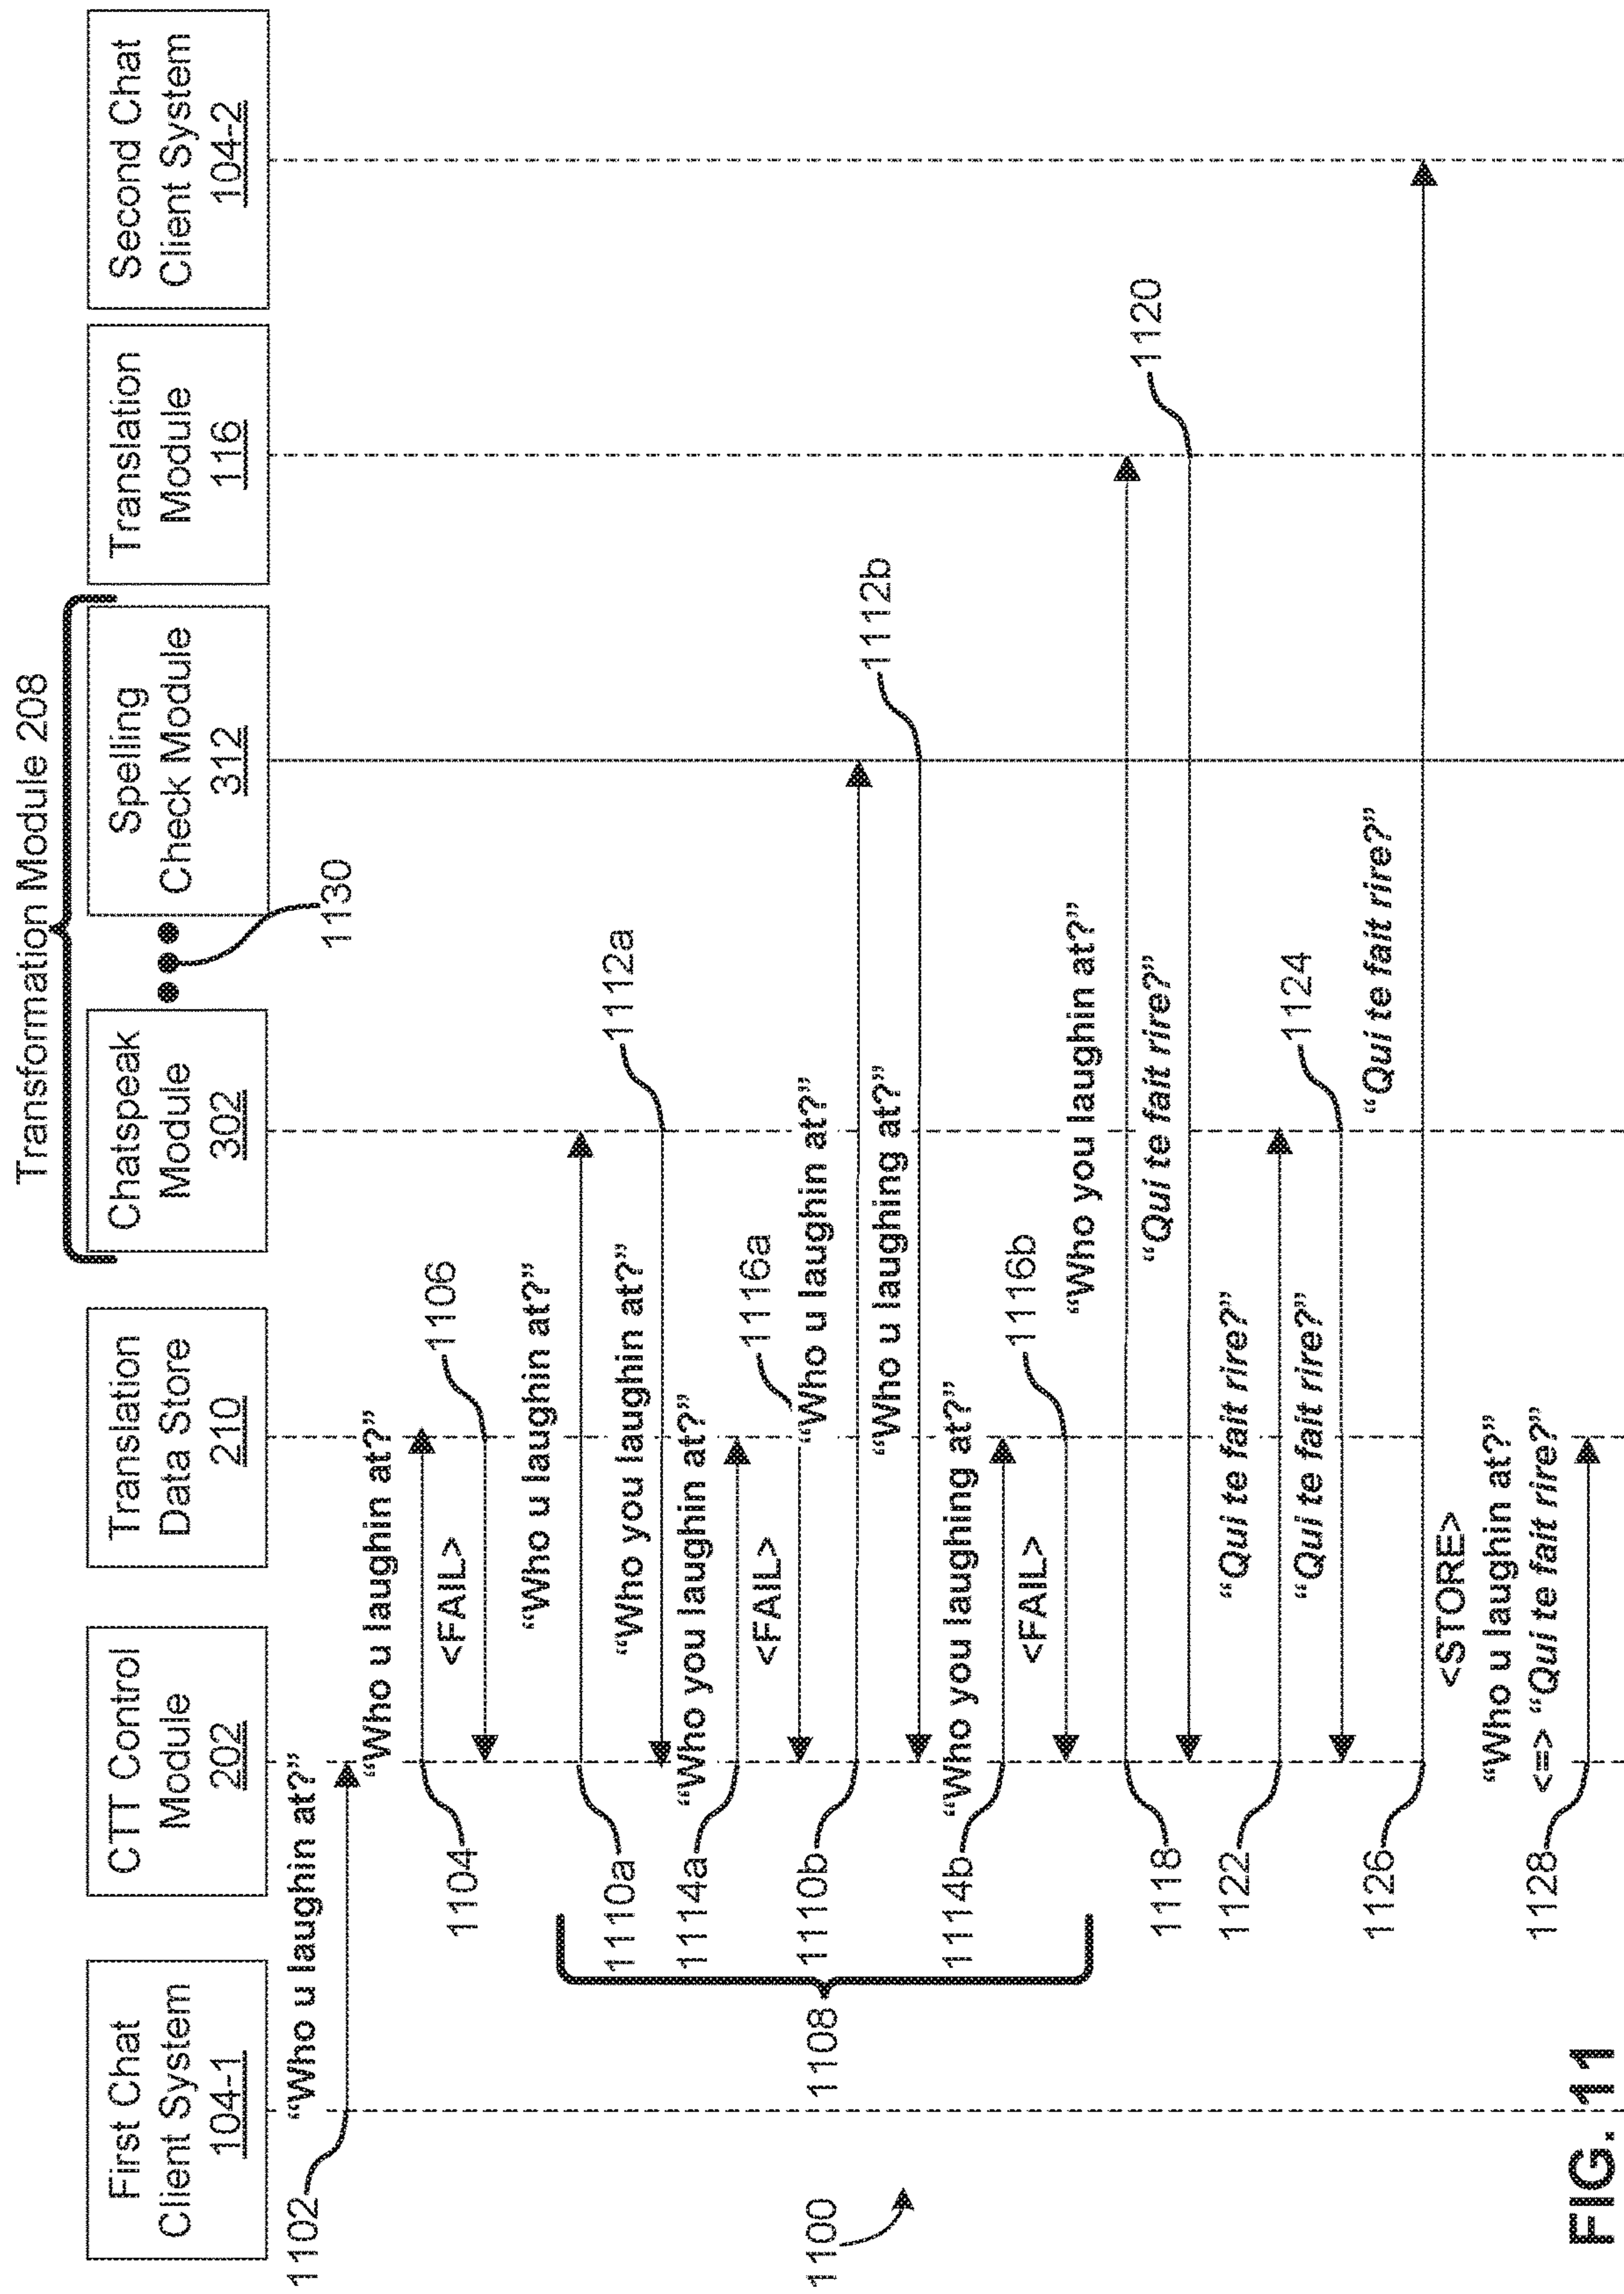 Transformation Module 208
First Chat
Client System
104-1
CTT Control
Module
202
Translation
Data Store
210
Chatspeak
Module
302
Spelling
Check Module
312
Translation
Module
116
Second Chat
Client System
104-2
1130
1102
“Who u laughin at?”
“Who u laughin at?”
1104
<FAIL>
1106
“Who u laughin at?”
1110a
“Who you laughin at?”
1112a
“Who you laughin at?”
1114a
<FAIL>
1116a
“Who u laughin at?”
1110b
“Who u laughing at?”
1112b
“Who you laughing at?”
1114b
<FAIL>
1116b
1108
“Who you laughin at?”
1118
“Qui te fait rire?”
1120
“Qui te fait rire?”
1122
“Qui te fait rire?”
1124
“Qui te fait rire?”
1126
<STORE>
“Who u laughin at?”
<=> “Qui te fait rire?”
1128
1100
FIG. 11